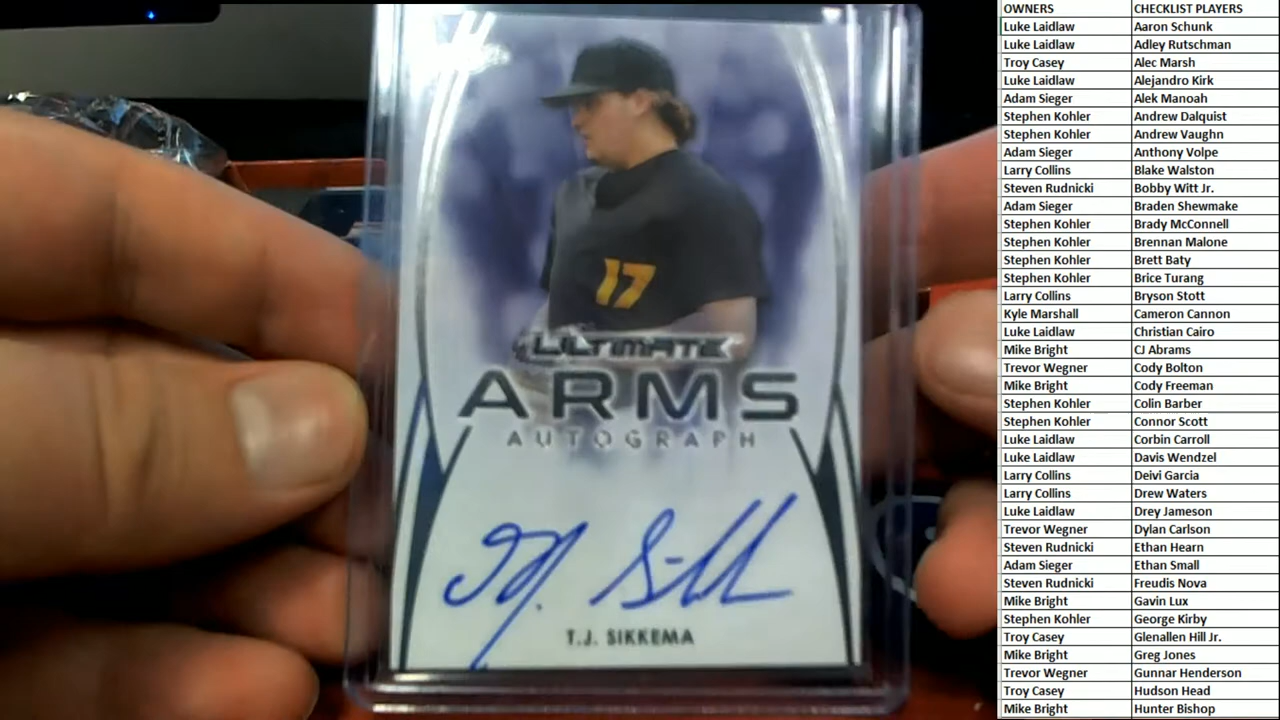 17
ULTIMATE
ARMS
AUTOGRAPH
T.J. Sikk
T.J. SIKKEMA
OWNERS CHECKLIST PLAYERS
Luke Laidlaw Aaron Schunk
Luke Laidlaw Adley Rutschman
Troy Casey Alec Marsh
Luke Laidlaw Alejandro Kirk
Adam Sieger Alek Manoah
Stephen Kohler Andrew Dalquist
Stephen Kohler Andrew Vaughn
Adam Sieger Anthony Volpe
Larry Collins Blake Walston
Steven Rudnicki Bobby Witt Jr.
Adam Sieger Braden Shewmake
Stephen Kohler Brady McConnell
Stephen Kohler Brennan Malone
Stephen Kohler Brett Baty
Stephen Kohler Brice Turang
Larry Collins Bryson Stott
Kyle Marshall Cameron Cannon
Luke Laidlaw Christian Cairo
Mike Bright CJ Abrams
Trevor Wegner Cody Bolton
Mike Bright Cody Freeman
Stephen Kohler Colin Barber
Stephen Kohler Connor Scott
Luke Laidlaw Corbin Carroll
Luke Laidlaw Davis Wendzel
Larry Collins Deivi Garcia
Larry Collins Drew Waters
Luke Laidlaw Drey Jameson
Trevor Wegner Dylan Carlson
Steven Rudnicki Ethan Hearn
Adam Sieger Ethan Small
Steven Rudnicki Freudis Nova
Mike Bright Gavin Lux
Stephen Kohler George Kirby
Troy Casey Glenallen Hill Jr.
Mike Bright Greg Jones
Trevor Wegner Gunnar Henderson
Troy Casey Hudson Head
Mike Bright Hunter Bishop